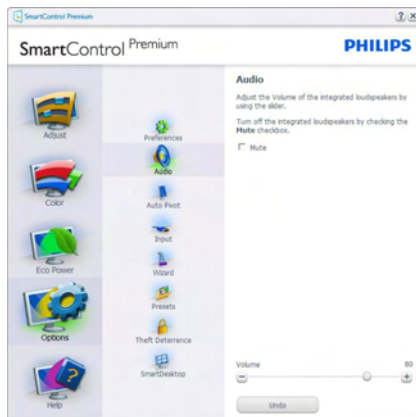 SmartControl Premium
SmartControl Premium
PHILIPS
Adjust
Color
Eco Power
Options
Help
Preferences
Audio
Auto Pivot
Input
Wizard
Presets
Theft Deterrence
SmartDesktop
Audio
Adjust the Volume of the integrated loudspeakers by
using the slider.
Turn off the integrated loudspeakers by checking the
Mute checkbox.
Mute
Volume
80
Undo